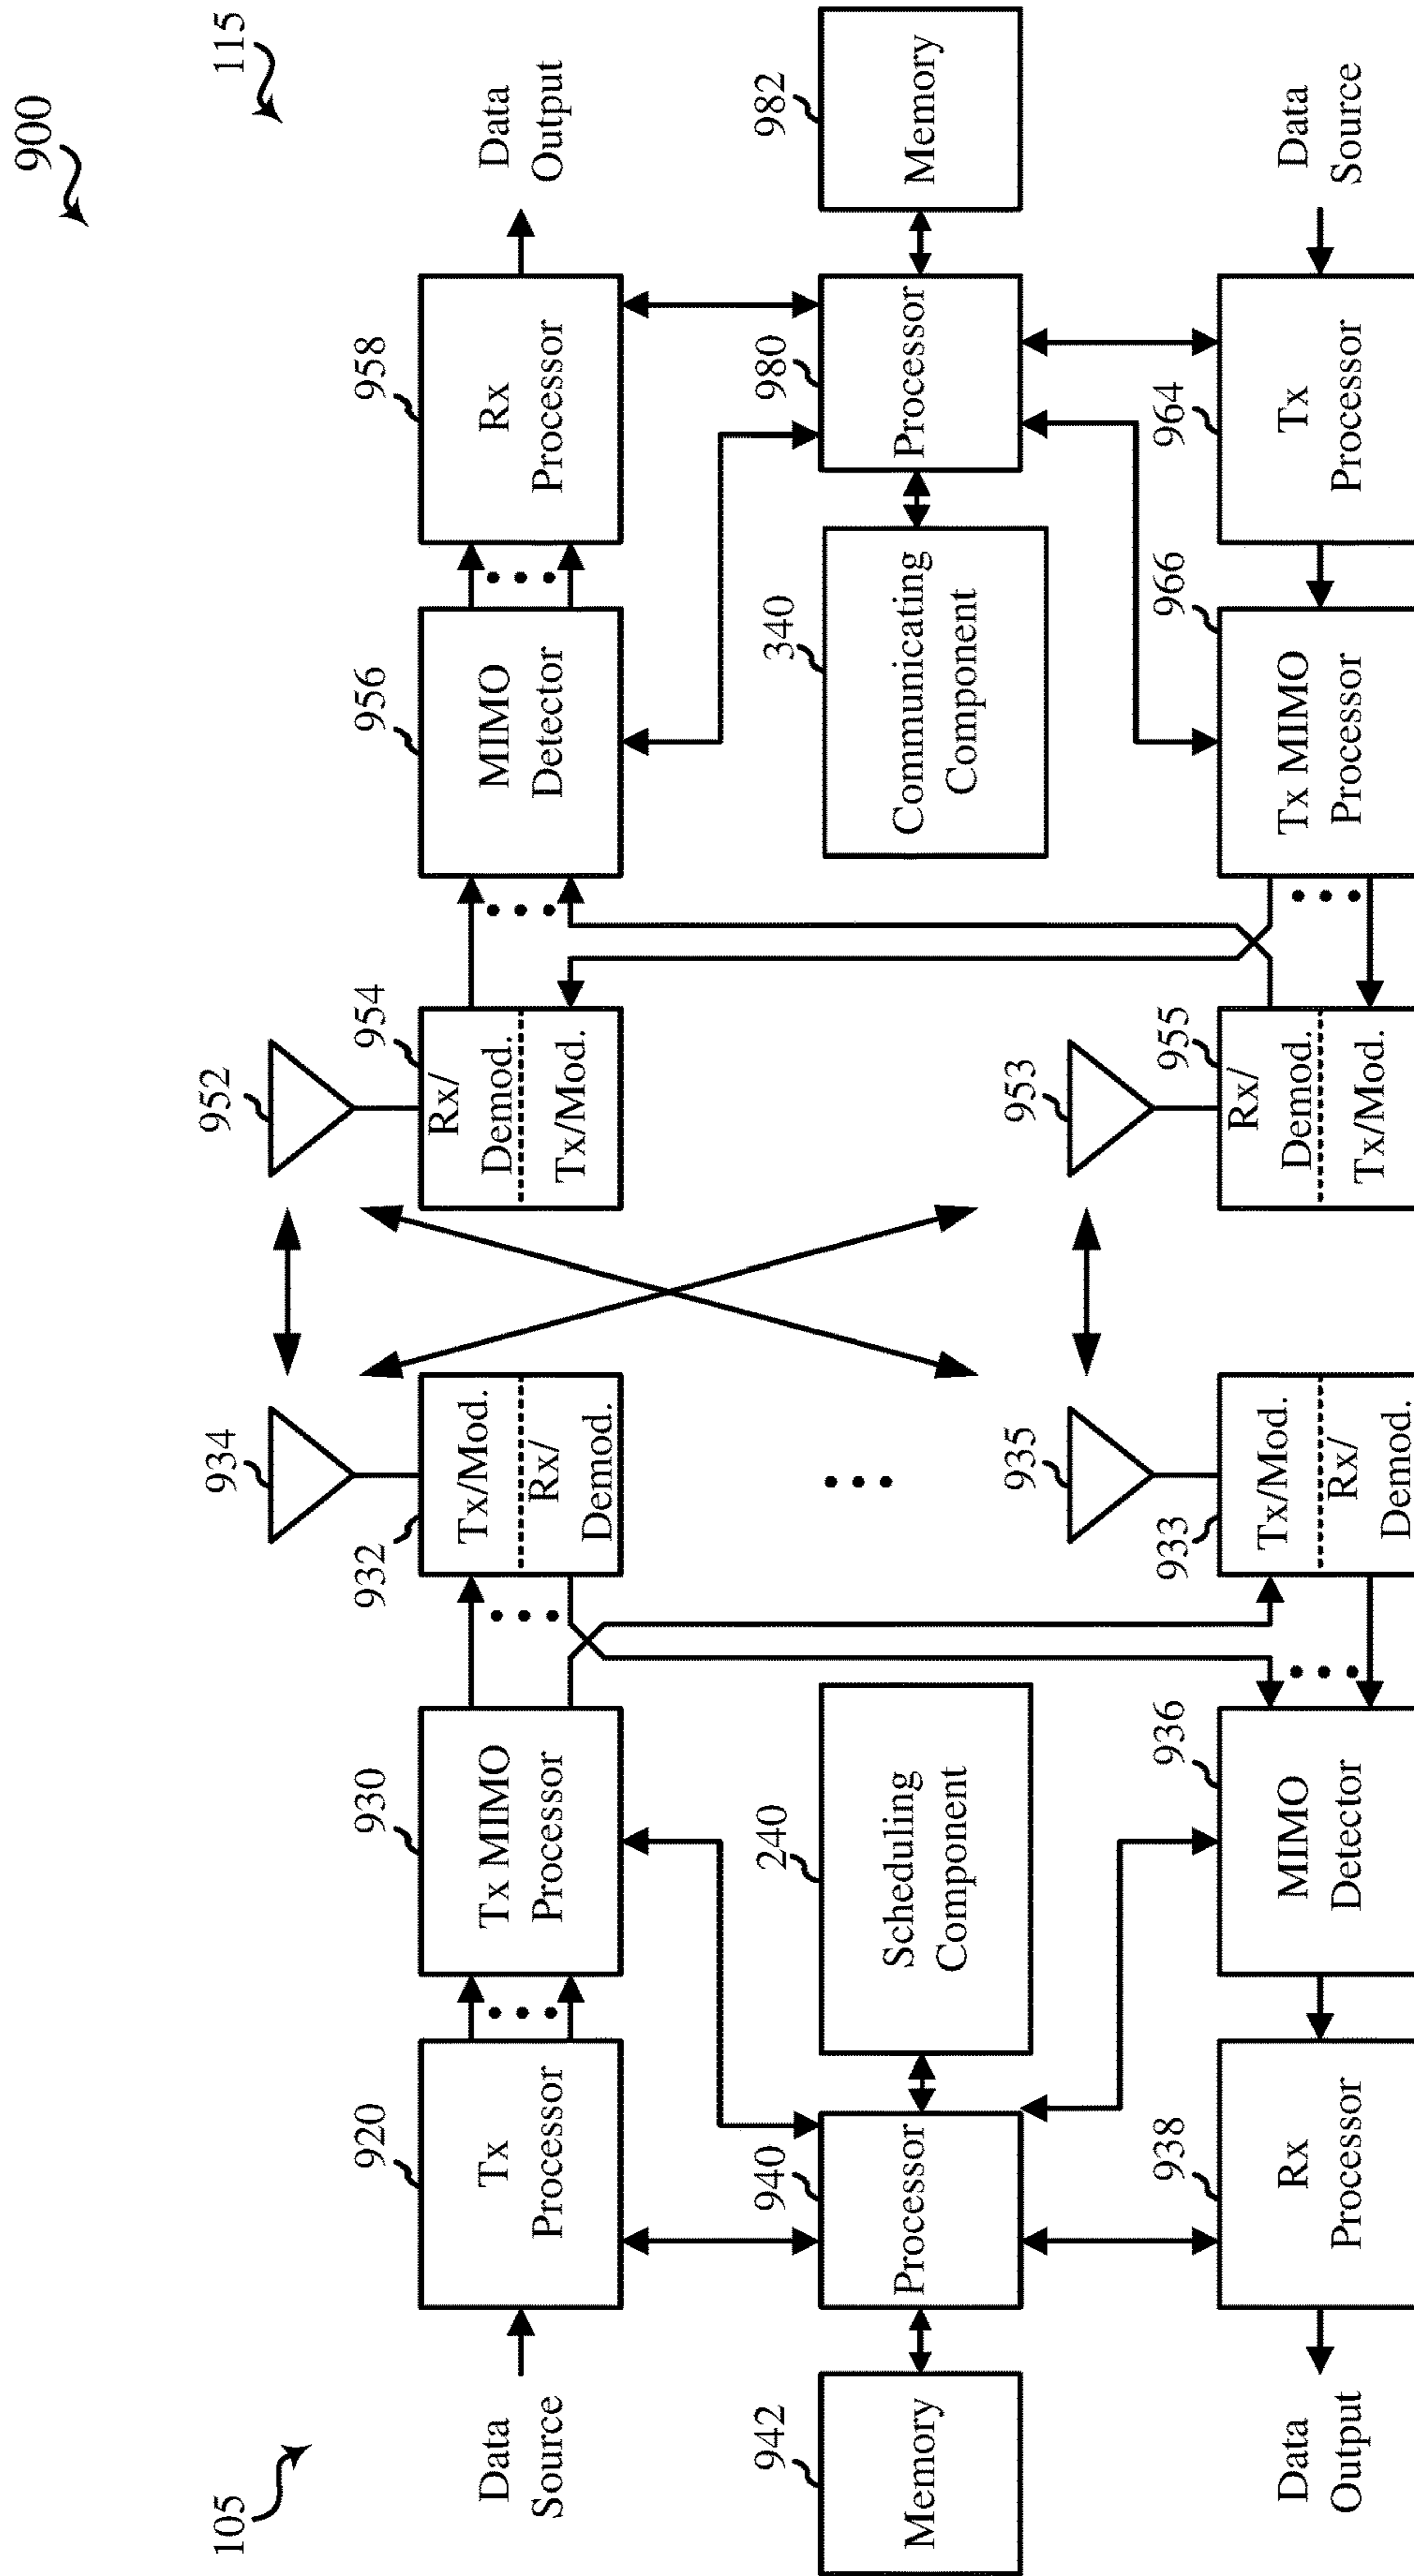 900
105
115
Data
Source
920
Tx
Processor
930
Tx MIMO
Processor
932
Tx/Mod.
Rx/
Demod.
934
952
954
Rx/
Demod.
Tx/Mod.
956
MIMO
Detector
958
Rx
Processor
Data
Output
942
Memory
940
Processor
240
Scheduling
Component
340
Communicating
Component
980
Processor
982
Memory
Data
Output
938
Rx
Processor
936
MIMO
Detector
933
Tx/Mod.
Rx/
Demod.
935
953
955
Rx/
Demod.
Tx/Mod.
966
Tx MIMO
Processor
964
Tx
Processor
Data
Source